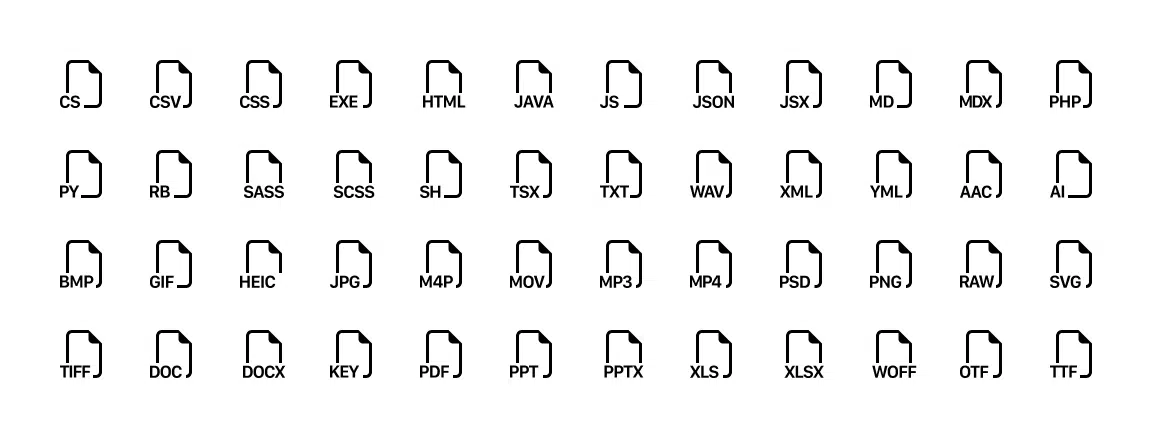 CS CSV CSS EXE HTML JAVA JS JSON JSX MD MDX PHP
PY RB SASS SCSS SH TSX TXT WAV XML YML AAC AI
BMP GIF HEIC JPG M4P MOV MP3 MP4 PSD PNG RAW SVG
TIFF DOC DOCX KEY PDF PPT PPTX XLS XLSX WOFF OTF TTF